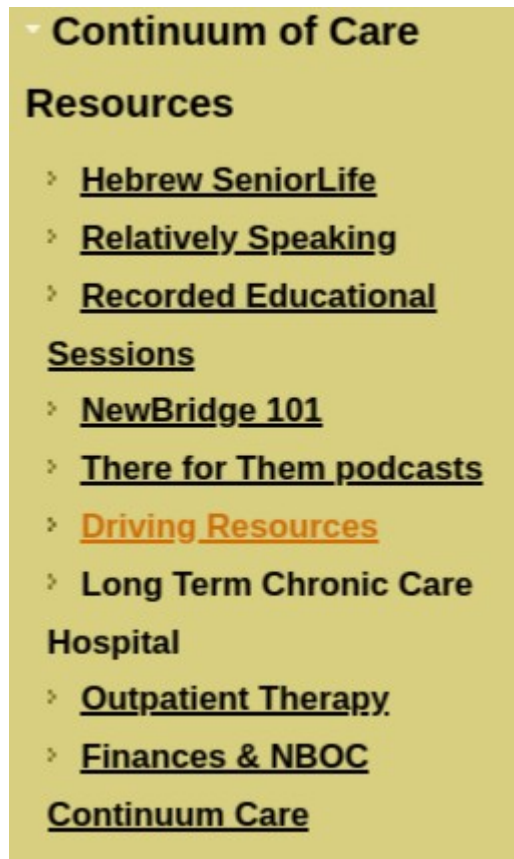 Continuum of Care
Resources
Hebrew SeniorLife
Relatively Speaking
Recorded Educational
Sessions
NewBridge 101
There for Them podcasts
Driving Resources
Long Term Chronic Care
Hospital
Outpatient Therapy
Finances & NBOC
Continuum Care